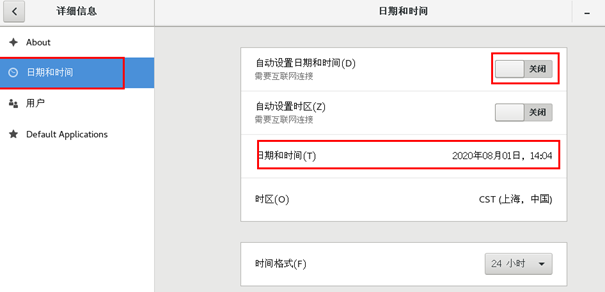 详细信息
日期和时间
About
日期和时间
用户
Default Applications
自动设置日期和时间(D)
需要互联网连接
关闭
自动设置时区(Z)
需要互联网连接
关闭
日期和时间(T)
2020年08月01日，14:04
时区(O)
CST (上海，中国)
时间格式(F)
24 小时